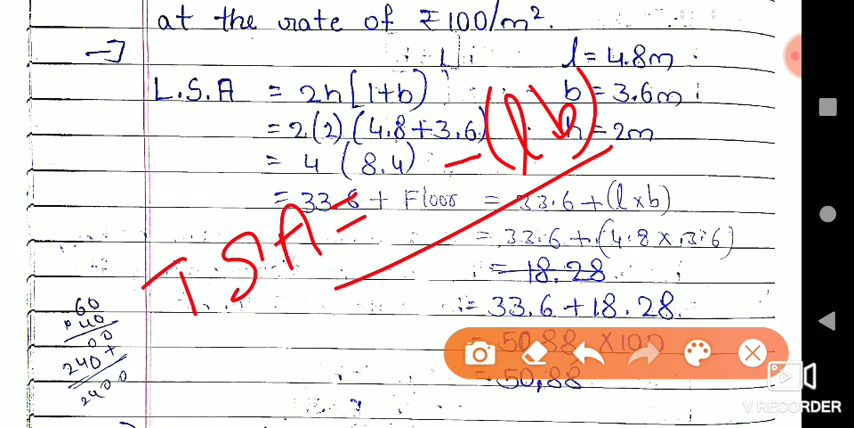 at the rate of ₹100/m².
→ l = 4.8m
L.S.A = 2h[l+b] b = 3.6m
= 2(2)(4.8+3.6) h = 2m
= 4 (8.4) - (lb)
= 33.6 + Floor = 33.6 + (l×b)
TSA =
= 33.6 + (4.8 × 3.6)
= 18.28
= 33.6 + 18.28
= 50.88 × 100
= 50,88
60
× 40
00
240+
2400
V RECORDER